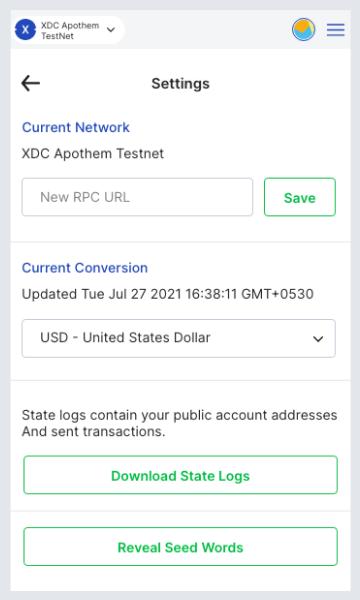 X
XDC Apothem
TestNet
Settings
Current Network
XDC Apothem Testnet
New RPC URL
Save
Current Conversion
Updated Tue Jul 27 2021 16:38:11 GMT+0530
USD - United States Dollar
State logs contain your public account addresses
And sent transactions.
Download State Logs
Reveal Seed Words